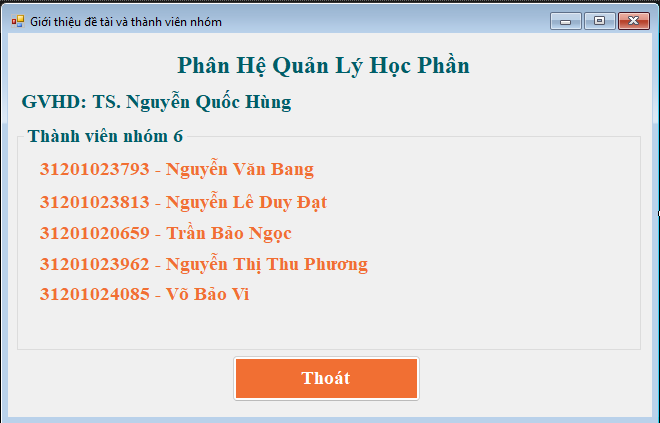 Giới thiệu đề tài và thành viên nhóm
Phân Hệ Quản Lý Học Phần
GVHD: TS. Nguyễn Quốc Hùng
Thành viên nhóm 6
31201023793 - Nguyễn Văn Bang
31201023813 - Nguyễn Lê Duy Đạt
31201020659 - Trần Bảo Ngọc
31201023962 - Nguyễn Thị Thu Phương
31201024085 - Võ Bảo Vi
Thoát